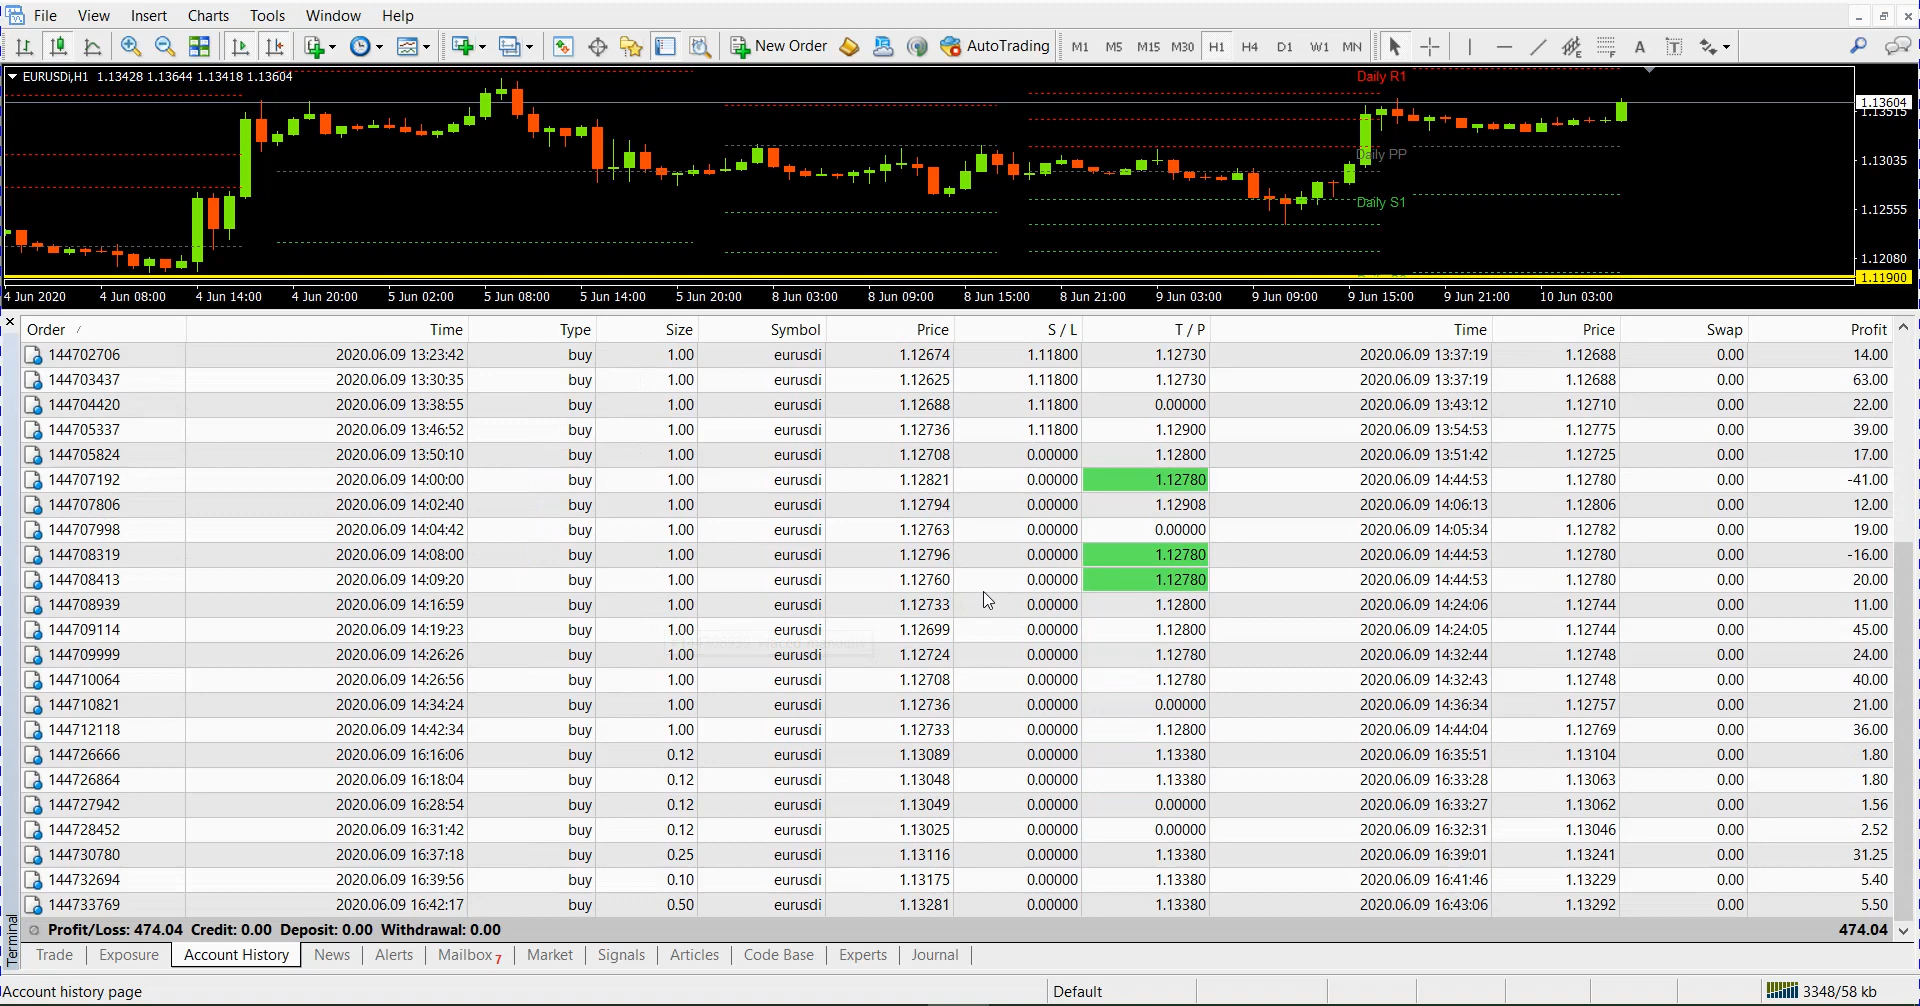 File View Insert Charts Tools Window Help
New Order AutoTrading M1 M5 M15 M30 H1 H4 D1 W1 MN A T
EURUSDi,H1 1.13428 1.13644 1.13418 1.13604
Daily R1
1.13604
1.13515
Daily PP
1.13035
Daily S1
1.12555
1.12080
1.11900
4 Jun 2020 4 Jun 08:00 4 Jun 14:00 4 Jun 20:00 5 Jun 02:00 5 Jun 08:00 5 Jun 14:00 5 Jun 20:00 8 Jun 03:00 8 Jun 09:00 8 Jun 15:00 8 Jun 21:00 9 Jun 03:00 9 Jun 09:00 9 Jun 15:00 9 Jun 21:00 10 Jun 03:00
Order / Time Type Size Symbol Price S / L T / P Time Price Swap Profit
144702706 2020.06.09 13:23:42 buy 1.00 eurusdi 1.12674 1.11800 1.12730 2020.06.09 13:37:19 1.12688 0.00 14.00
144703437 2020.06.09 13:30:35 buy 1.00 eurusdi 1.12625 1.11800 1.12730 2020.06.09 13:37:19 1.12688 0.00 63.00
144704420 2020.06.09 13:38:55 buy 1.00 eurusdi 1.12688 1.11800 0.00000 2020.06.09 13:43:12 1.12710 0.00 22.00
144705337 2020.06.09 13:46:52 buy 1.00 eurusdi 1.12736 1.11800 1.12900 2020.06.09 13:54:53 1.12775 0.00 39.00
144705824 2020.06.09 13:50:10 buy 1.00 eurusdi 1.12708 0.00000 1.12800 2020.06.09 13:51:42 1.12725 0.00 17.00
144707192 2020.06.09 14:00:00 buy 1.00 eurusdi 1.12821 0.00000 1.12780 2020.06.09 14:44:53 1.12780 0.00 -41.00
144707806 2020.06.09 14:02:40 buy 1.00 eurusdi 1.12794 0.00000 1.12908 2020.06.09 14:06:13 1.12806 0.00 12.00
144707998 2020.06.09 14:04:42 buy 1.00 eurusdi 1.12763 0.00000 0.00000 2020.06.09 14:05:34 1.12782 0.00 19.00
144708319 2020.06.09 14:08:00 buy 1.00 eurusdi 1.12796 0.00000 1.12780 2020.06.09 14:44:53 1.12780 0.00 -16.00
144708413 2020.06.09 14:09:20 buy 1.00 eurusdi 1.12760 0.00000 1.12780 2020.06.09 14:44:53 1.12780 0.00 20.00
144708939 2020.06.09 14:16:59 buy 1.00 eurusdi 1.12733 0.00000 1.12800 2020.06.09 14:24:06 1.12744 0.00 11.00
144709114 2020.06.09 14:19:23 buy 1.00 eurusdi 1.12699 0.00000 1.12800 2020.06.09 14:24:05 1.12744 0.00 45.00
144709999 2020.06.09 14:26:26 buy 1.00 eurusdi 1.12724 0.00000 1.12780 2020.06.09 14:32:44 1.12748 0.00 24.00
144710064 2020.06.09 14:26:56 buy 1.00 eurusdi 1.12708 0.00000 1.12780 2020.06.09 14:32:43 1.12748 0.00 40.00
144710821 2020.06.09 14:34:24 buy 1.00 eurusdi 1.12736 0.00000 0.00000 2020.06.09 14:36:34 1.12757 0.00 21.00
144712118 2020.06.09 14:42:34 buy 1.00 eurusdi 1.12733 0.00000 1.12800 2020.06.09 14:44:04 1.12769 0.00 36.00
144726666 2020.06.09 16:16:06 buy 0.12 eurusdi 1.13089 0.00000 1.13380 2020.06.09 16:35:51 1.13104 0.00 1.80
144726864 2020.06.09 16:18:04 buy 0.12 eurusdi 1.13048 0.00000 1.13380 2020.06.09 16:33:28 1.13063 0.00 1.80
144727942 2020.06.09 16:28:54 buy 0.12 eurusdi 1.13049 0.00000 0.00000 2020.06.09 16:33:27 1.13062 0.00 1.56
144728452 2020.06.09 16:31:42 buy 0.12 eurusdi 1.13025 0.00000 0.00000 2020.06.09 16:32:31 1.13046 0.00 2.52
144730780 2020.06.09 16:37:18 buy 0.25 eurusdi 1.13116 0.00000 1.13380 2020.06.09 16:39:01 1.13241 0.00 31.25
144732694 2020.06.09 16:39:56 buy 0.10 eurusdi 1.13175 0.00000 1.13380 2020.06.09 16:41:46 1.13229 0.00 5.40
144733769 2020.06.09 16:42:17 buy 0.50 eurusdi 1.13281 0.00000 1.13380 2020.06.09 16:43:06 1.13292 0.00 5.50
Profit/Loss: 474.04 Credit: 0.00 Deposit: 0.00 Withdrawal: 0.00 474.04
Terminal
Trade Exposure Account History News Alerts Mailbox 7 Market Signals Articles Code Base Experts Journal
Account history page Default 3348/58 kb